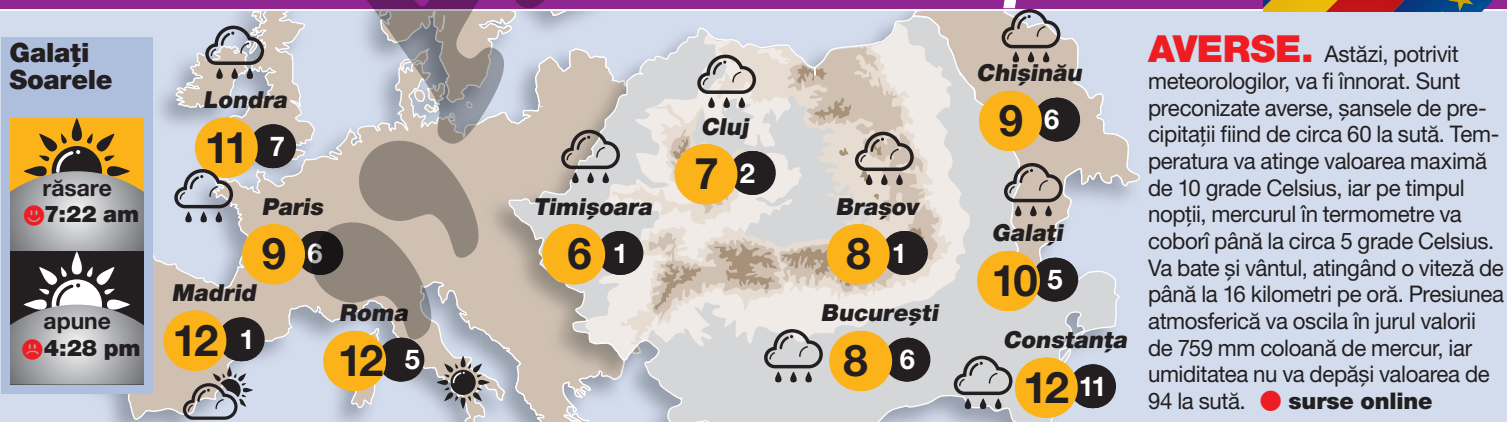 Galați
Soarele
răsare
7:22 am
apune
4:28 pm
Londra
11 7
Paris
9 6
Madrid
12 1
Roma
12 5
Timișoara
6 1
Cluj
7 2
Brașov
8 1
București
8 6
Chișinău
9 6
Galați
10 5
Constanța
12 11
AVERSE. Astăzi, potrivit
meteorologilor, va fi înnorat. Sunt
preconizate averse, șansele de pre-
cipitații fiind de circa 60 la sută. Tem-
peratura va atinge valoarea maximă
de 10 grade Celsius, iar pe timpul
nopții, mercurul în termometre va
coborî până la circa 5 grade Celsius.
Va bate și vântul, atingând o viteză de
până la 16 kilometri pe oră. Presiunea
atmosferică va oscila în jurul valorii
de 759 mm coloană de mercur, iar
umiditatea nu va depăși valoarea de
94 la sută. ● surse online